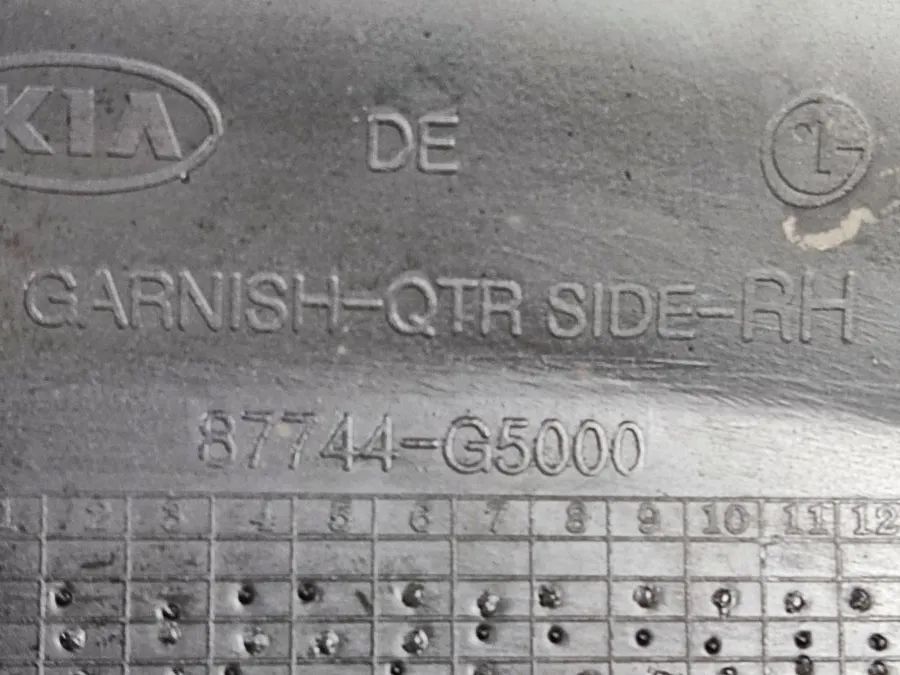 KIA DE
GARNISH-QTR SIDE-RH
87744-G5000
1 2 3 4 5 6 7 8 9 10 11 12